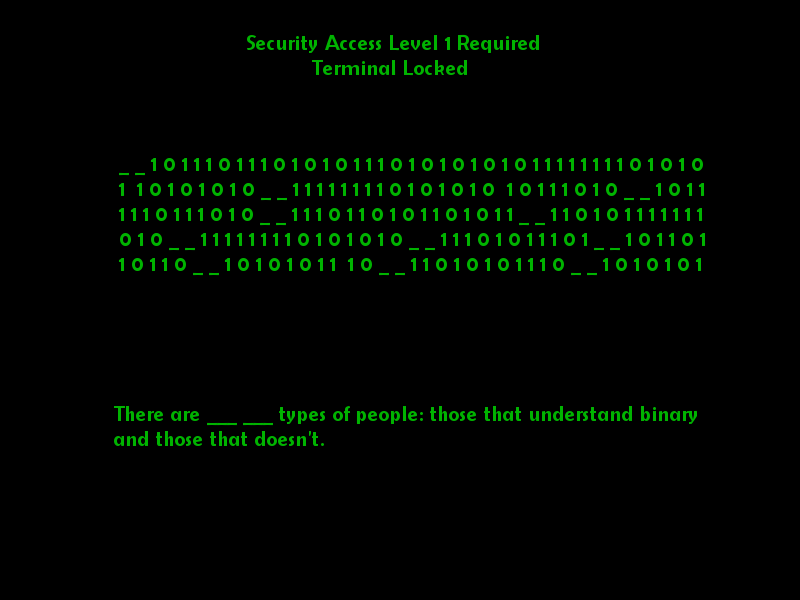 Security Access Level 1 Required
Terminal Locked
_ _ 1 0 1 1 1 0 1 1 1 0 1 0 1 0 1 1 1 0 1 0 1 0 1 0 1 0 1 1 1 1 1 1 1 1 0 1 0 1 0
1 1 0 1 0 1 0 1 0 _ _ 1 1 1 1 1 1 1 1 0 1 0 1 0 1 0 1 0 1 1 1 0 1 0 _ _ 1 0 1 1
1 1 1 0 1 1 1 0 1 0 _ _ 1 1 1 0 1 1 0 1 0 1 1 0 1 0 1 1 _ _ 1 1 0 1 0 1 1 1 1 1 1 1
0 1 0 _ _ 1 1 1 1 1 1 1 1 0 1 0 1 0 1 0 _ _ 1 1 1 0 1 0 1 1 1 0 1 _ _ 1 0 1 1 0 1
1 0 1 1 0 _ _ 1 0 1 0 1 0 1 1 1 0 _ _ 1 1 0 1 0 1 0 1 1 1 0 _ _ 1 0 1 0 1 0 1
There are ___ ___ types of people: those that understand binary
and those that doesn't.